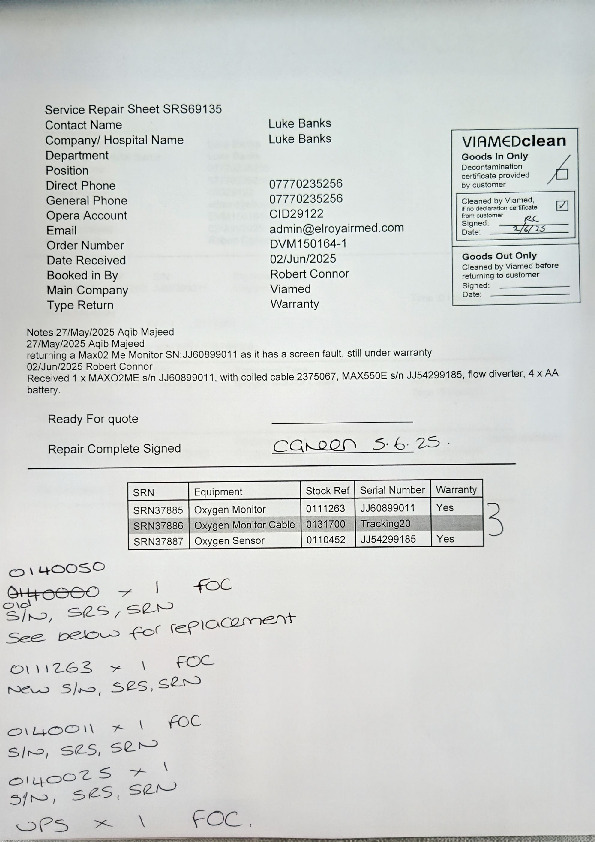 Service Repair Sheet SRS69135
Contact Name Luke Banks
Company/ Hospital Name Luke Banks
Department
Position
Direct Phone 07770235256
General Phone 07770235256
Opera Account CID29122
Email admin@elroyairmed.com
Order Number DVM150164-1
Date Received 02/Jun/2025
Booked in By Robert Connor
Main Company Viamed
Type Return Warranty
VIAMEDclean
Goods In Only
Decontamination
certificate provided
by customer
Cleaned by Viamed,
if no declaration certificate
from customer
Signed: RC
Date: 2/6/25
Goods Out Only
Cleaned by Viamed before
returning to customer
Signed:
Date:
Notes 27/May/2025 Aqib Majeed
27/May/2025 Aqib Majeed
returning a Max02 Me Monitor SN:JJ60899011 as it has a screen fault. still under warranty
02/Jun/2025 Robert Connor
Received 1 x MAXO2ME s/n JJ60899011, with coiled cable 2375067, MAX550E s/n JJ54299185, flow diverter, 4 x AA
battery.
Ready For quote
Repair Complete Signed CGreen 5.6.25.
SRN Equipment Stock Ref Serial Number Warranty
SRN37885 Oxygen Monitor 0111263 JJ60899011 Yes
SRN37886 Oxygen Monitor Cable 0131700 Tracking20
SRN37887 Oxygen Sensor 0110452 JJ54299185 Yes
3
0140050
0140000 x 1 FOC
old
S/N, SRS, SRN
See below for replacement
0111263 x 1 FOC
New S/N, SRS, SRN
0140011 x 1 FOC
S/N, SRS, SRN
0140025 x 1
S/N, SRS, SRN
UPS x 1 FOC.